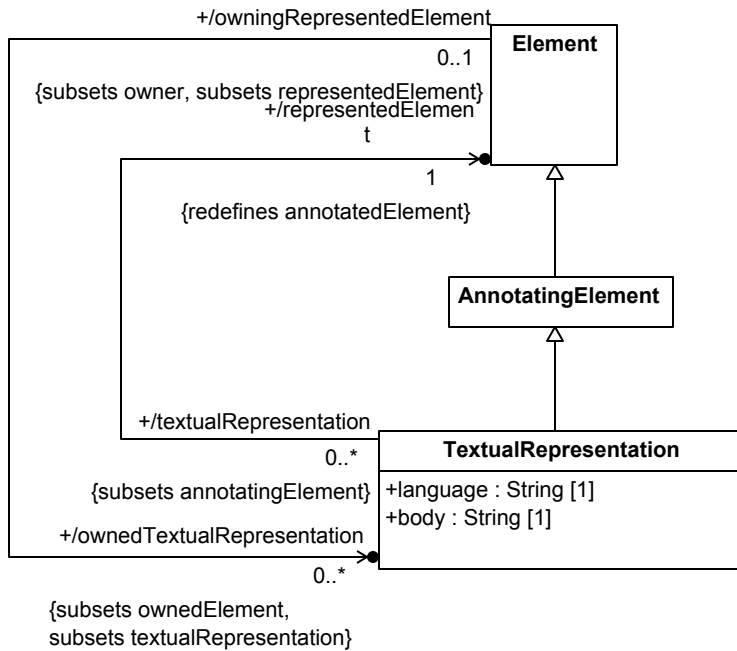 +/owningRepresentedElement
Element
0..1
{subsets owner, subsets representedElement}
+/representedElemen
t
1
{redefines annotatedElement}
AnnotatingElement
+/textualRepresentation
TextualRepresentation
0..*
{subsets annotatingElement}
+language : String [1]
+body : String [1]
+/ownedTextualRepresentation
0..*
{subsets ownedElement,
subsets textualRepresentation}